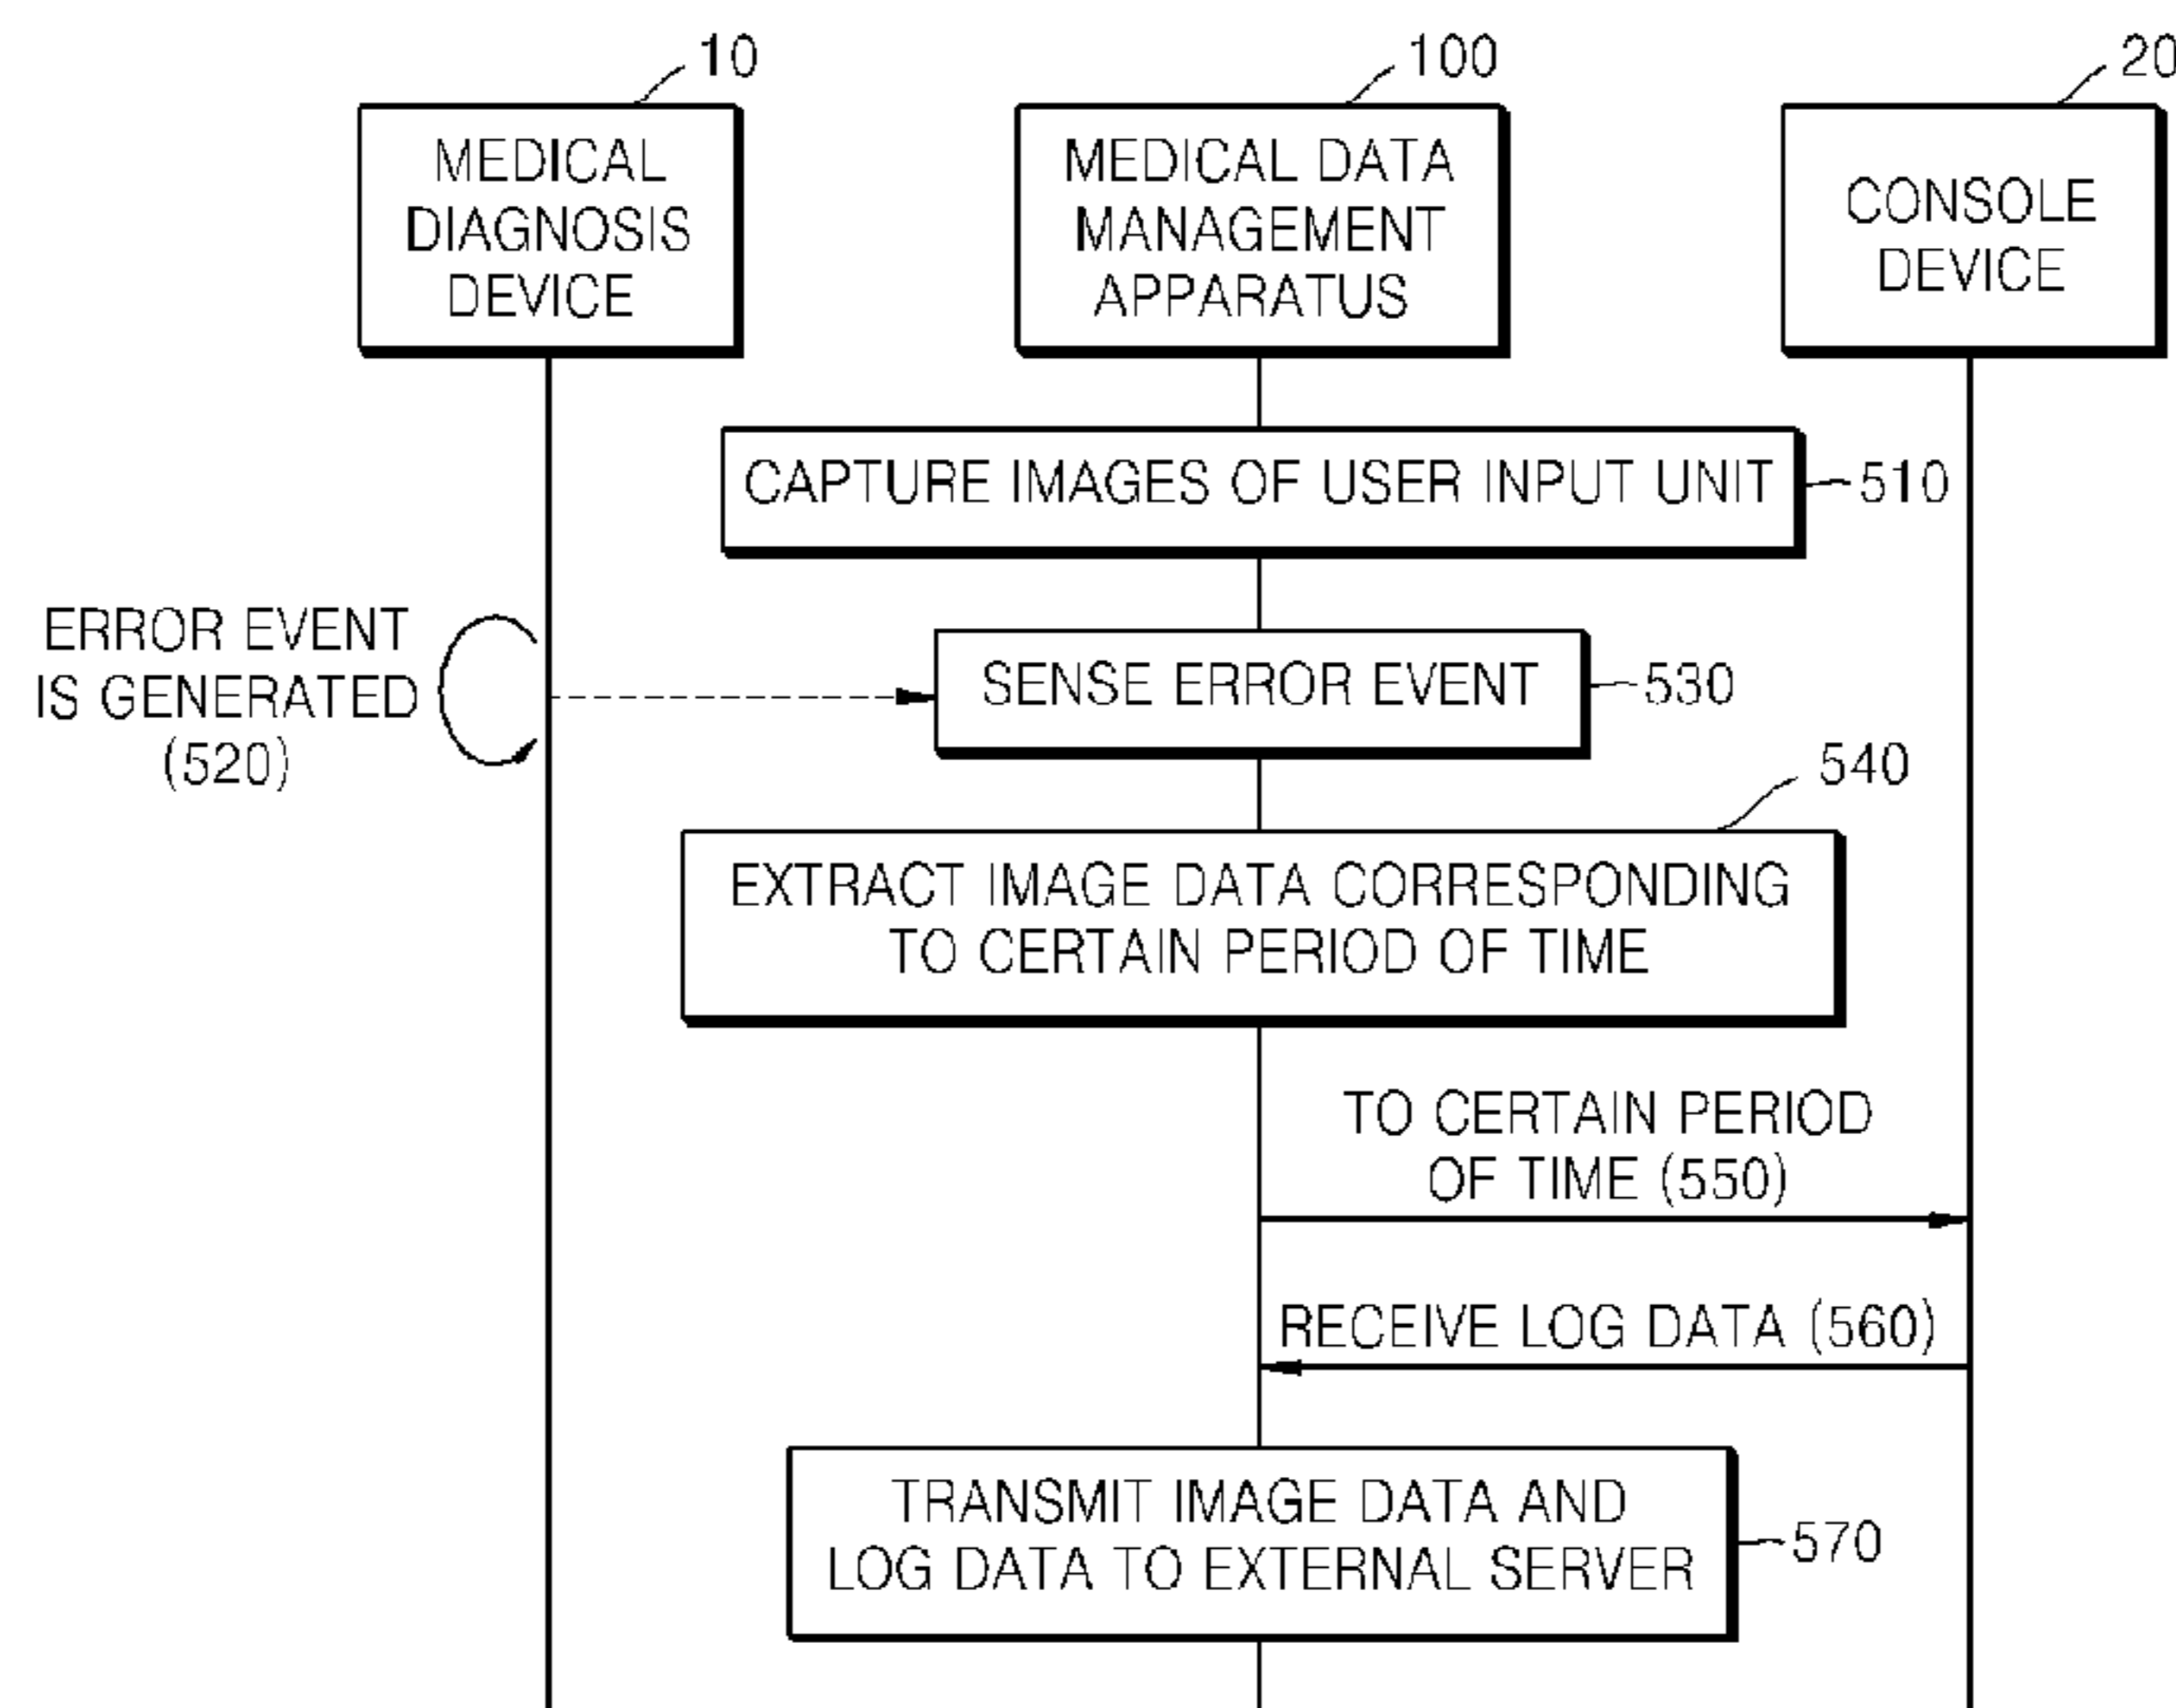 10
100
20
MEDICAL
DIAGNOSIS
DEVICE
MEDICAL DATA
MANAGEMENT
APPARATUS
CONSOLE
DEVICE
CAPTURE IMAGES OF USER INPUT UNIT
510
ERROR EVENT
IS GENERATED
(520)
SENSE ERROR EVENT
530
540
EXTRACT IMAGE DATA CORRESPONDING
TO CERTAIN PERIOD OF TIME
TO CERTAIN PERIOD
OF TIME (550)
RECEIVE LOG DATA (560)
TRANSMIT IMAGE DATA AND
LOG DATA TO EXTERNAL SERVER
570